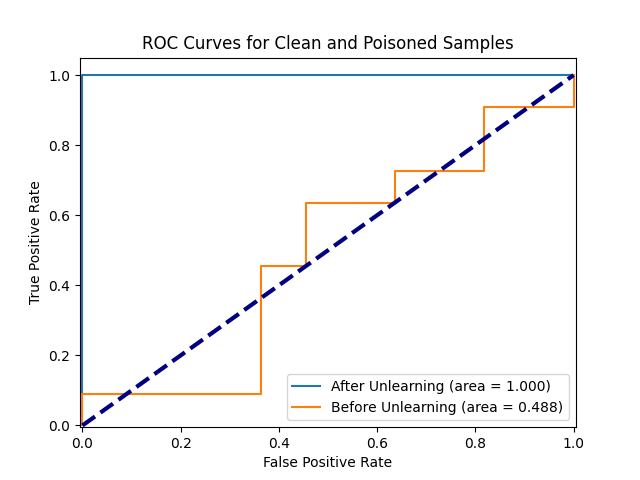 ROC Curves for Clean and Poisoned Samples
1.0
0.8
0.6
0.4
0.2
0.0
True Positive Rate
After Unlearning (area = 1.000)
Before Unlearning (area = 0.488)
0.0 0.2 0.4 0.6 0.8 1.0
False Positive Rate